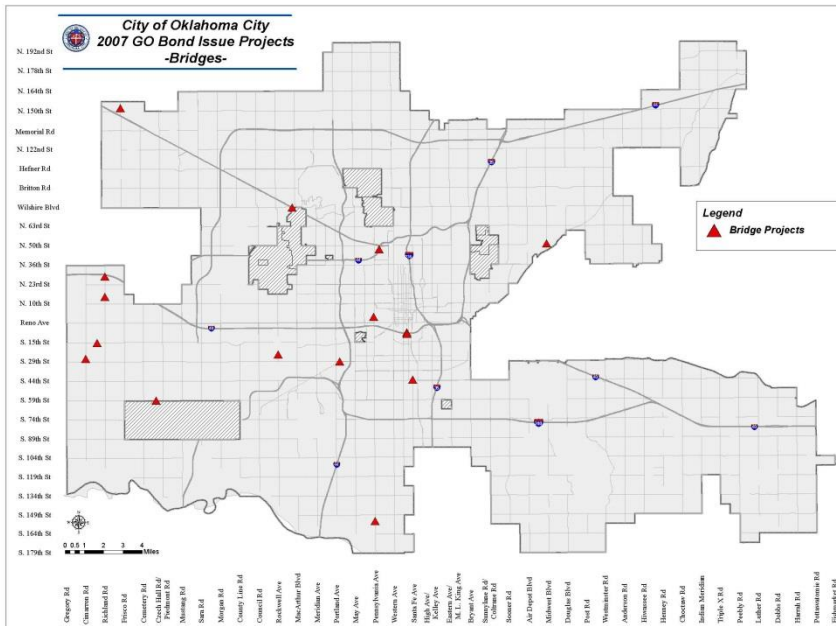 City of Oklahoma City
2007 GO Bond Issue Projects
-Bridges-
N. 192nd St
N. 178th St
N. 164th St
N. 150th St
Memorial Rd
N. 122nd St
Hefner Rd
Britton Rd
Wilshire Blvd
N. 63rd St
N. 50th St
N. 36th St
N. 23rd St
N. 10th St
Reno Ave
S. 15th St
S. 29th St
S. 44th St
S. 59th St
S. 74th St
S. 89th St
S. 104th St
S. 119th St
S. 134th St
S. 149th St
S. 164th St
S. 179th St
Legend
Bridge Projects
0 0.5 1 2 3 4
Miles
Gregory Rd
Cimarron Rd
Richland Rd
Frisco Rd
Cemetery Rd
Czech Hall Rd/
Piedmont Rd
Mustang Rd
Sara Rd
Morgan Rd
County Line Rd
Council Rd
Rockwell Ave
MacArthur Blvd
Meridian Ave
Portland Ave
May Ave
Pennsylvania Ave
Western Ave
Santa Fe Ave
High Ave/
Kelley Ave
Eastern Ave/
M. L. King Ave
Bryant Ave
Sunnylane Rd/
Coltrane Rd
Sooner Rd
Air Depot Blvd
Midwest Blvd
Douglas Blvd
Post Rd
Westminster Rd
Anderson Rd
Hiwassee Rd
Henney Rd
Choctaw Rd
Indian Meridian
Triple X Rd
Peebly Rd
Luther Rd
Dobbs Rd
Harrah Rd
Pottawatomie Rd